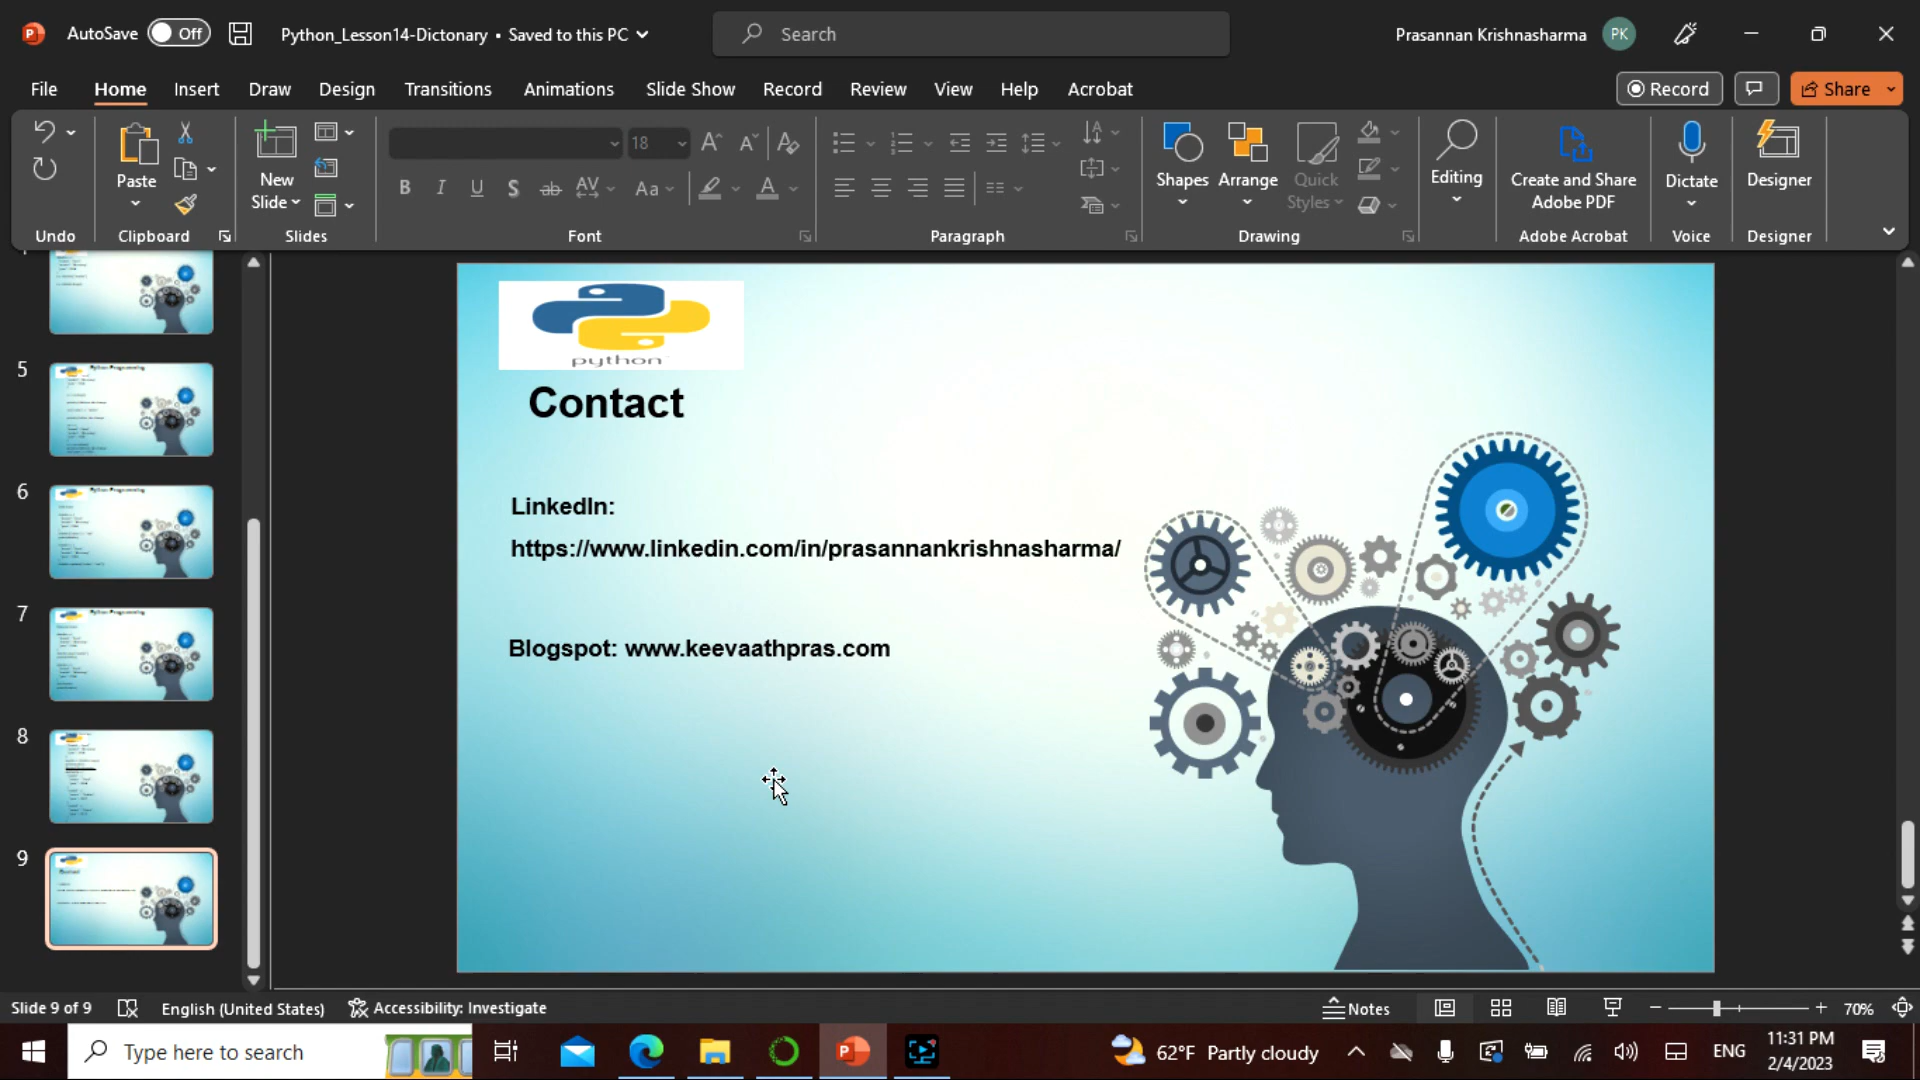 AutoSave Off Python_Lesson14-Dictonary • Saved to this PC Search Prasannan Krishnasharma PK
File Home Insert Draw Design Transitions Animations Slide Show Record Review View Help Acrobat Record Share
Paste New Slide 18 Shapes Arrange Quick Styles Editing Create and Share Adobe PDF Dictate Designer
Undo Clipboard Slides Font Paragraph Drawing Adobe Acrobat Voice Designer
5
6
7
8
9
python
Contact
LinkedIn:
https://www.linkedin.com/in/prasannankrishnasharma/
Blogspot: www.keevaathpras.com
Slide 9 of 9 English (United States) Accessibility: Investigate Notes 70%
Type here to search 62°F Partly cloudy ENG 11:31 PM
2/4/2023